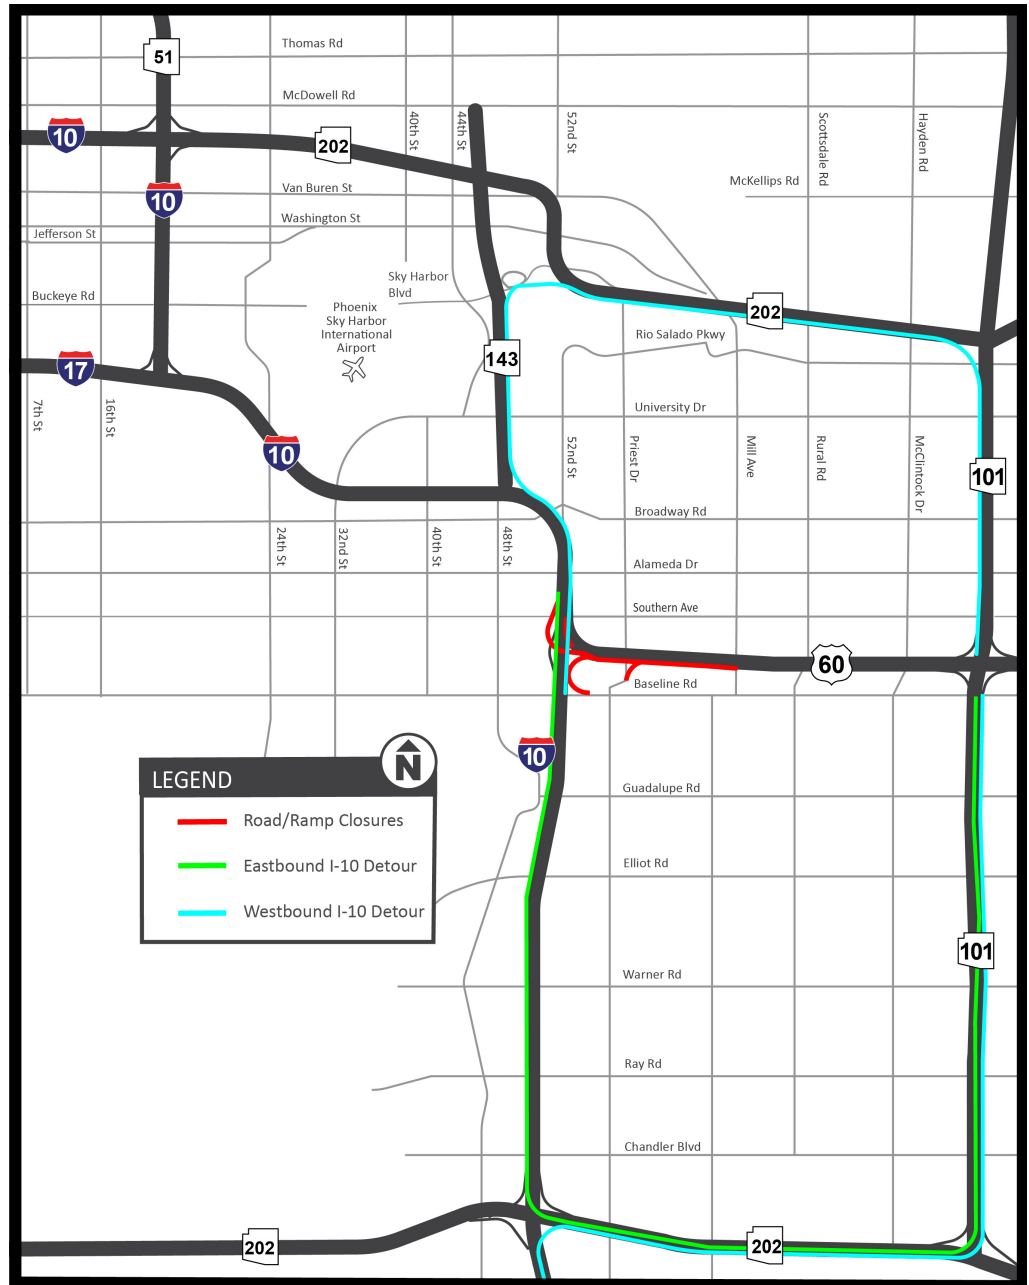 Thomas Rd
51
McDowell Rd
10
202
40th St
44th St
52nd St
Scottsdale Rd
Hayden Rd
McKellips Rd
10
Van Buren St
Washington St
Jefferson St
Sky Harbor
Blvd
Buckeye Rd
Phoenix
Sky Harbor
International
Airport
202
Rio Salado Pkwy
143
17
7th St
16th St
University Dr
10
52nd St
Priest Dr
Mill Ave
Rural Rd
McClintock Dr
101
Broadway Rd
24th St
32nd St
40th St
48th St
Alameda Dr
Southern Ave
60
Baseline Rd
10
N
LEGEND
Road/Ramp Closures
Eastbound I-10 Detour
Westbound I-10 Detour
Guadalupe Rd
Elliot Rd
101
Warner Rd
Ray Rd
Chandler Blvd
202
202